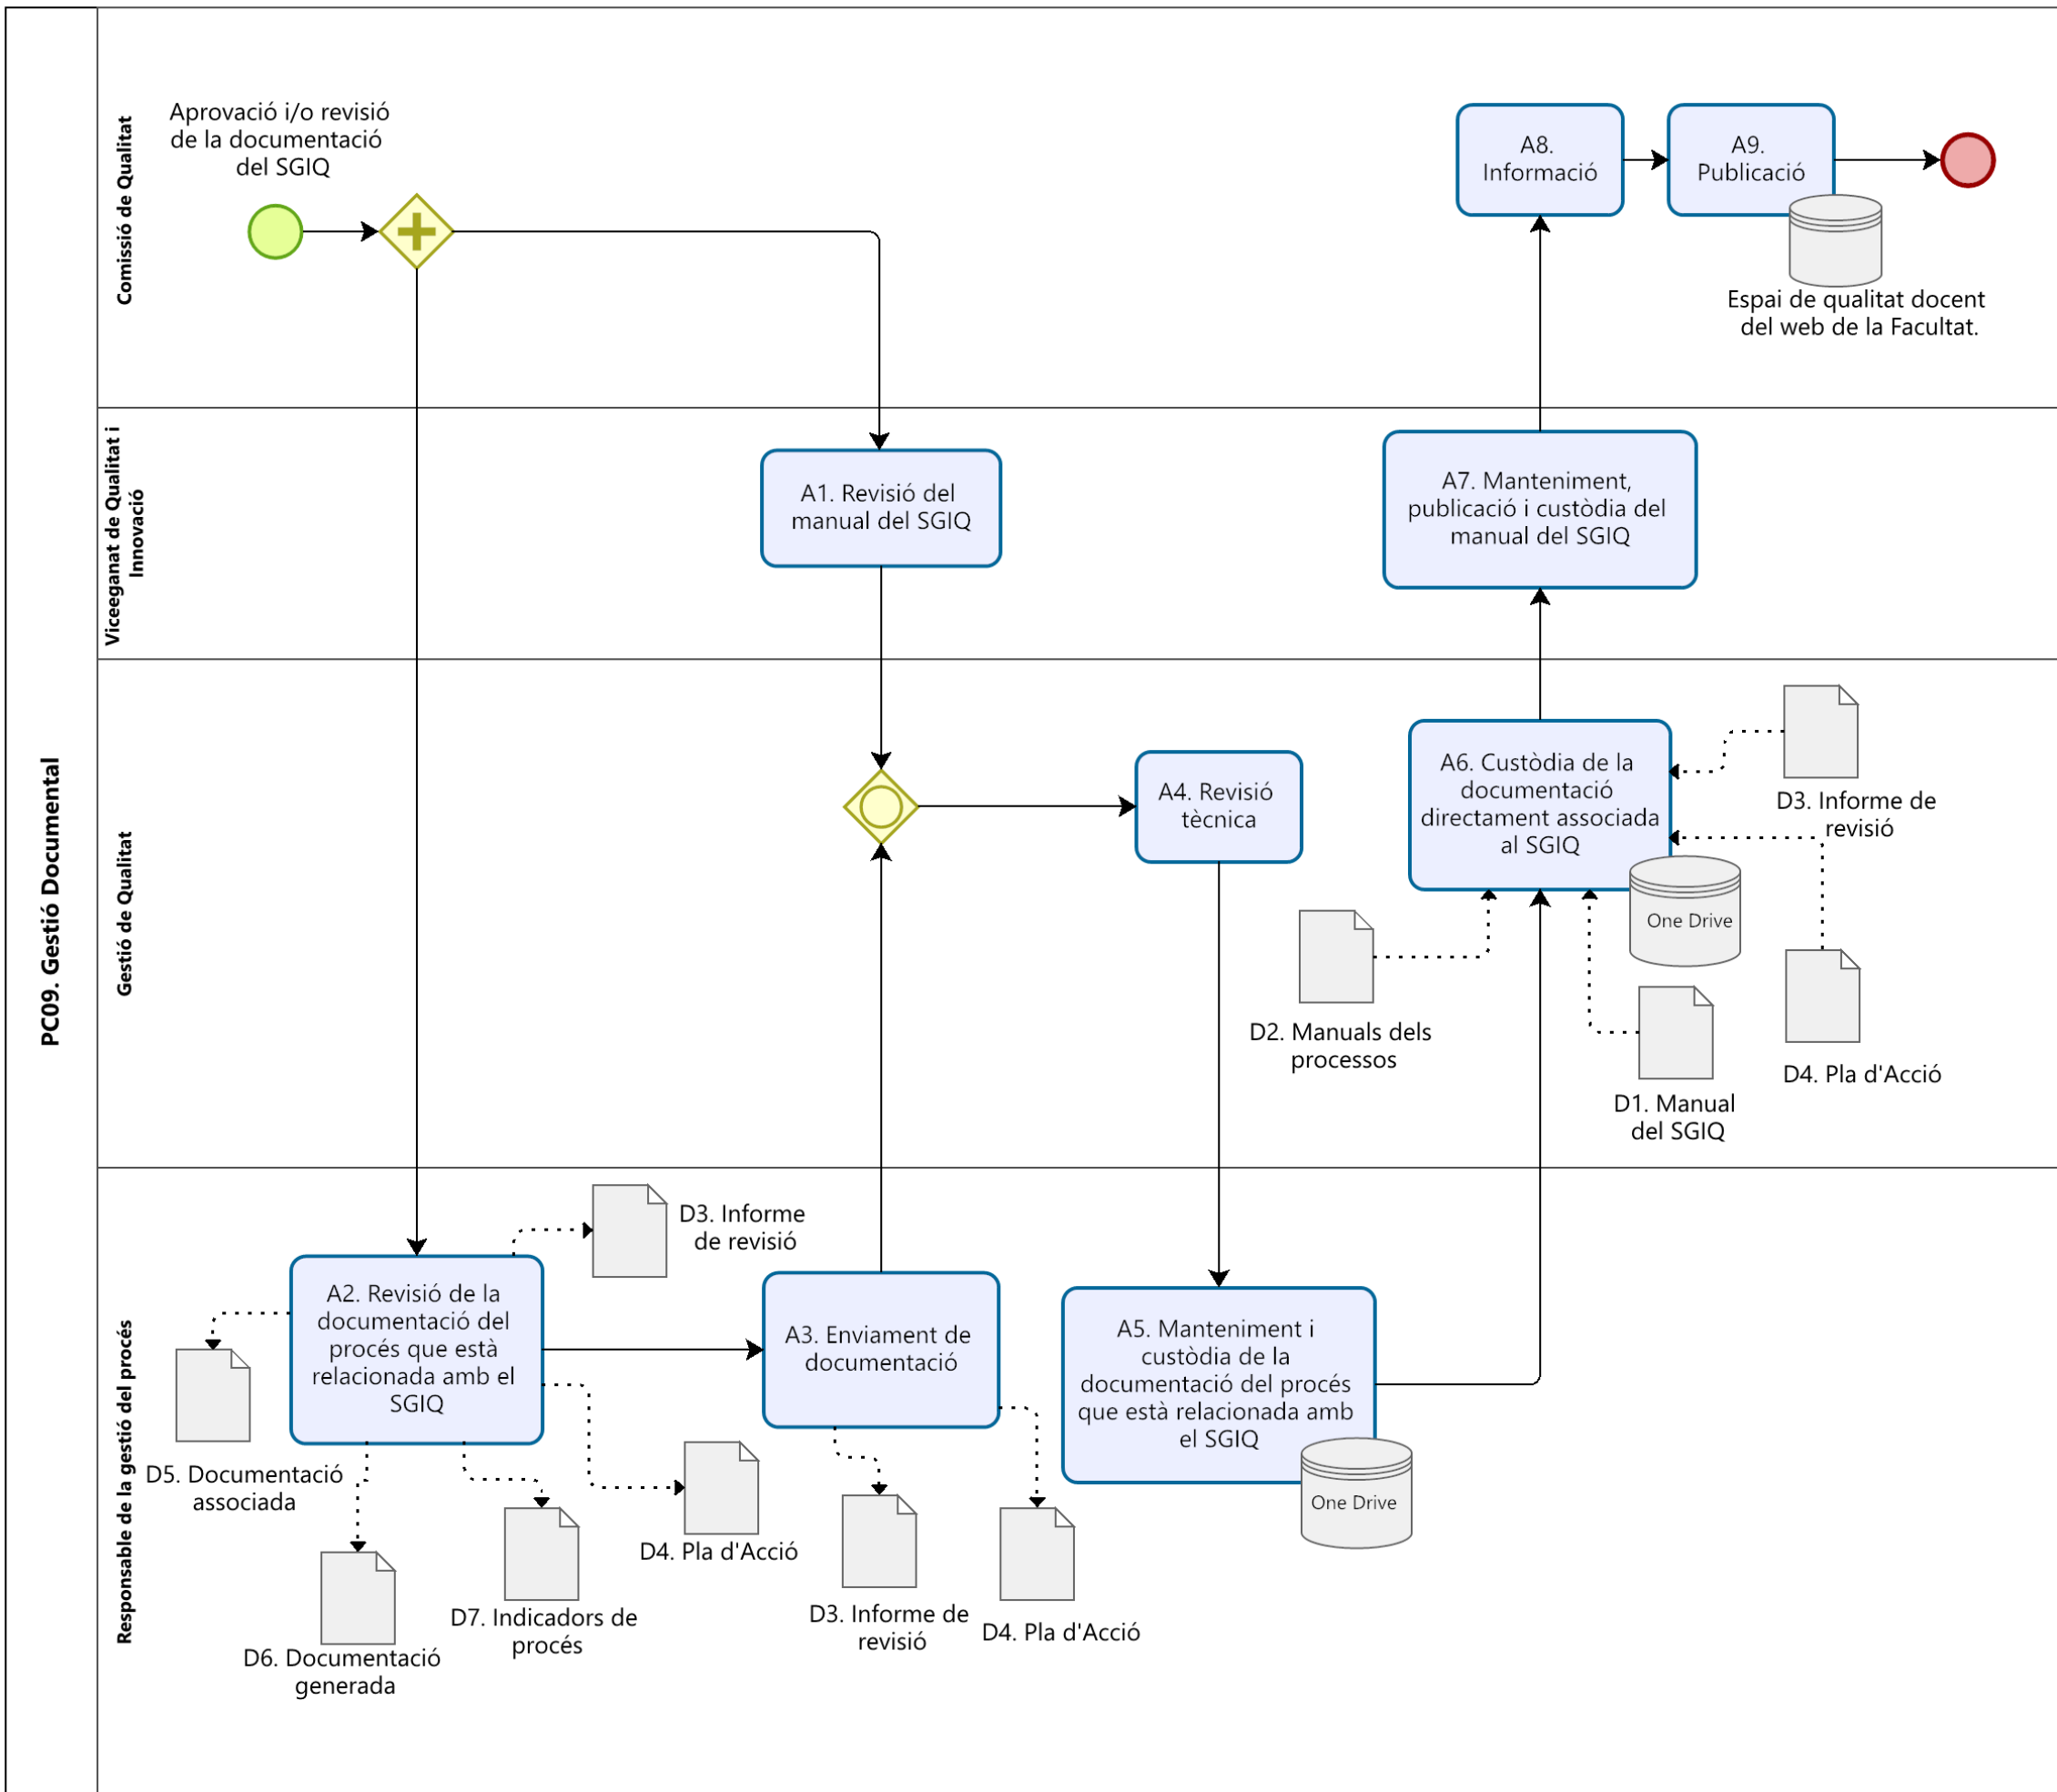 PC09. Gestió Documental
Comissió de Qualitat
Aprovació i/o revisió
de la documentació
del SGIQ
A8.
Informació
A9.
Publicació
Espai de qualitat docent
del web de la Facultat.
Viceeganat de Qualitat i
Innovació
A1. Revisió del
manual del SGIQ
A7. Manteniment,
publicació i custòdia del
manual del SGIQ
Gestió de Qualitat
A4. Revisió
tècnica
A6. Custòdia de la
documentació
directament associada
al SGIQ
One Drive
D3. Informe de
revisió
D2. Manuals dels
processos
D1. Manual
del SGIQ
D4. Pla d'Acció
Responsable de la gestió del procés
A2. Revisió de la
documentació del
procés que està
relacionada amb el
SGIQ
D3. Informe
de revisió
D5. Documentació
associada
D6. Documentació
generada
D7. Indicadors de
procés
D4. Pla d'Acció
A3. Enviament de
documentació
D3. Informe de
revisió
D4. Pla d'Acció
A5. Manteniment i
custòdia de la
documentació del procés
que està relacionada amb
el SGIQ
One Drive